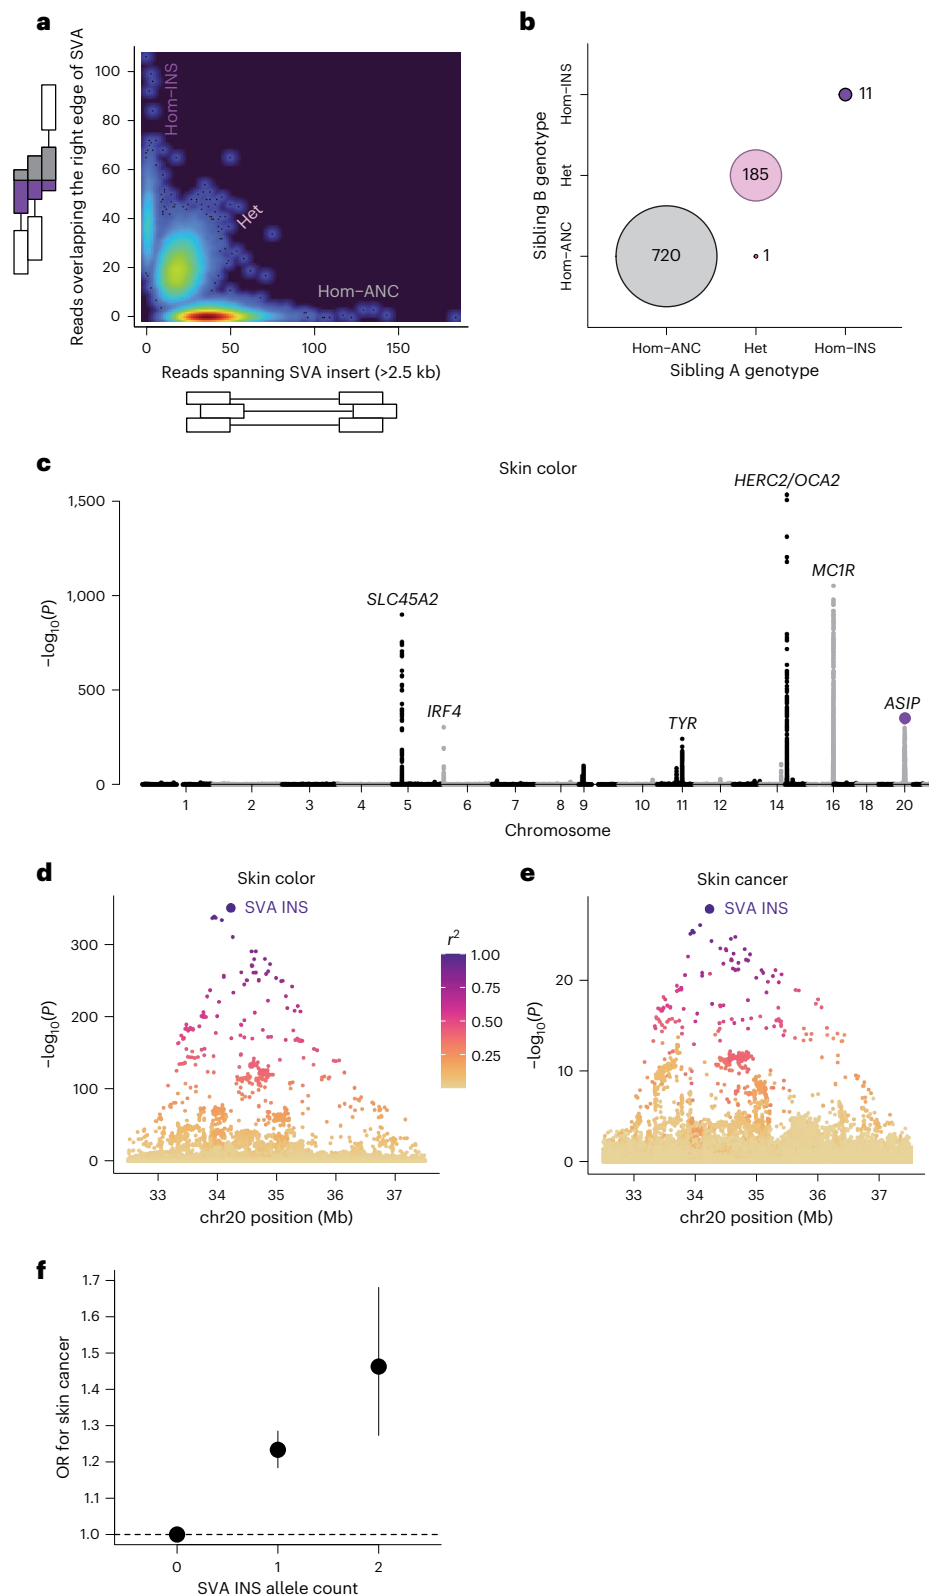 a
Reads overlapping the right edge of SVA
100
80
60
40
20
0
Hom–INS
Het
Hom–ANC
0
50
100
150
Reads spanning SVA insert (>2.5 kb)
b
Sibling B genotype
Hom–INS
Het
Hom–ANC
11
185
720
1
Hom–ANC
Het
Hom–INS
Sibling A genotype
c
Skin color
–log10(P)
1,500
1,000
500
0
SLC45A2
IRF4
TYR
HERC2/OCA2
MC1R
ASIP
1
2
3
4
5
6
7
8
9
10
11
12
14
16
18
20
Chromosome
d
Skin color
SVA INS
–log10(P)
300
200
100
0
33
34
35
36
37
chr20 position (Mb)
r2
1.00
0.75
0.50
0.25
e
Skin cancer
SVA INS
–log10(P)
20
10
0
33
34
35
36
37
chr20 position (Mb)
f
OR for skin cancer
1.7
1.6
1.5
1.4
1.3
1.2
1.1
1.0
0
1
2
SVA INS allele count